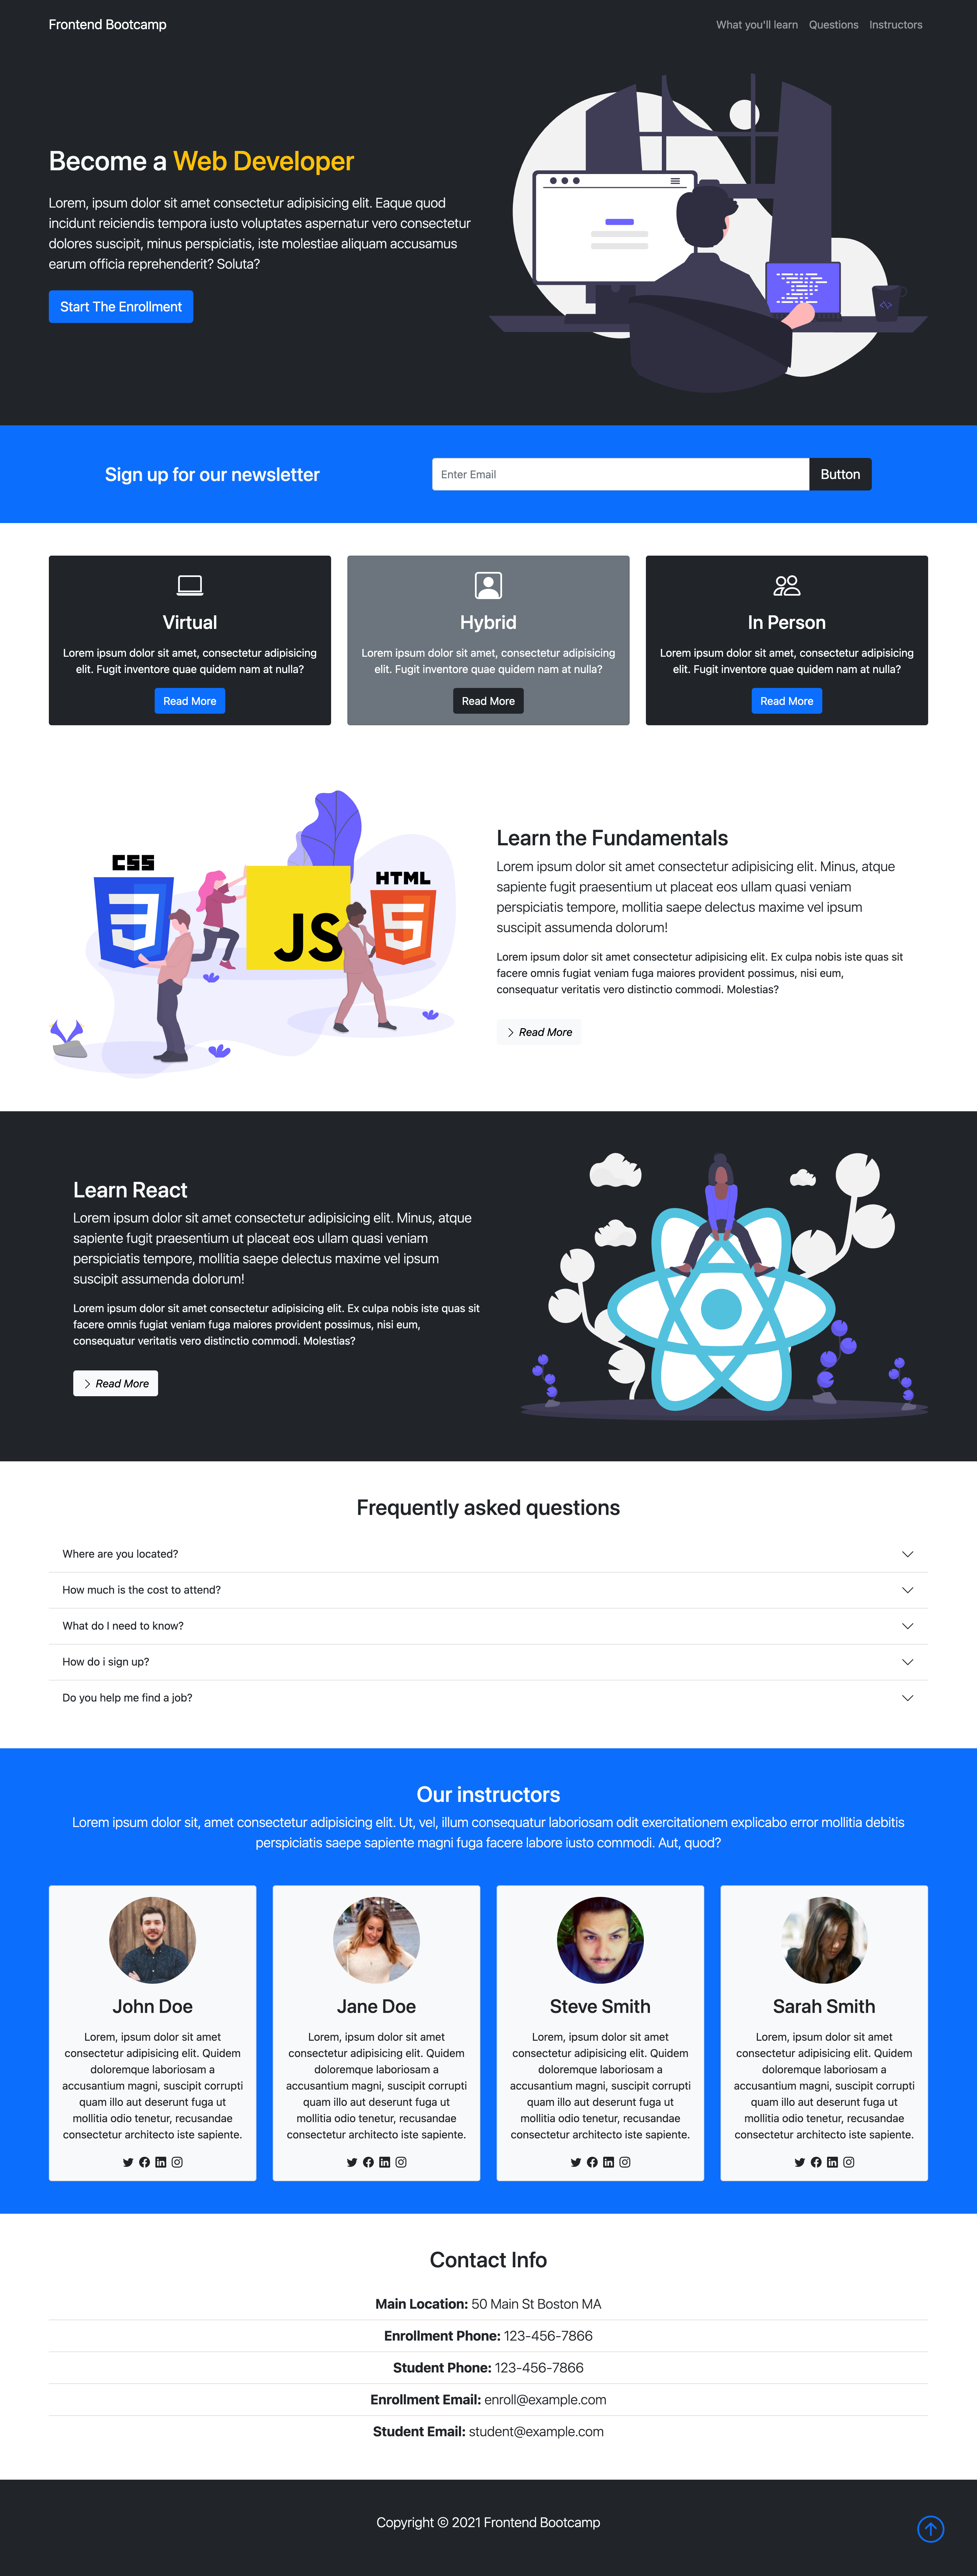 Frontend Bootcamp
What you'll learn
Questions
Instructors
Become a Web Developer
Lorem, ipsum dolor sit amet consectetur adipisicing elit. Eaque quod
incidunt reiciendis tempora iusto voluptates aspernatur vero consectetur
dolores suscipit, minus perspiciatis, iste molestiae aliquam accusamus
earum officia reprehenderit? Soluta?
Start The Enrollment
Sign up for our newsletter
Enter Email
Button
Virtual
Lorem ipsum dolor sit amet, consectetur adipisicing
elit. Fugit inventore quae quidem nam at nulla?
Read More
Hybrid
Lorem ipsum dolor sit amet, consectetur adipisicing
elit. Fugit inventore quae quidem nam at nulla?
Read More
In Person
Lorem ipsum dolor sit amet, consectetur adipisicing
elit. Fugit inventore quae quidem nam at nulla?
Read More
CSS
3
JS
HTML
5
Learn the Fundamentals
Lorem ipsum dolor sit amet consectetur adipisicing elit. Minus, atque
sapiente fugit praesentium ut placeat eos ullam quasi veniam
perspiciatis tempore, mollitia saepe delectus maxime vel ipsum
suscipit assumenda dolorum!
Lorem ipsum dolor sit amet consectetur adipisicing elit. Ex culpa nobis iste quas sit
facere omnis fugiat veniam fuga maiores provident possimus, nisi eum,
consequatur veritatis vero distinctio commodi. Molestias?
Read More
Learn React
Lorem ipsum dolor sit amet consectetur adipisicing elit. Minus, atque
sapiente fugit praesentium ut placeat eos ullam quasi veniam
perspiciatis tempore, mollitia saepe delectus maxime vel ipsum
suscipit assumenda dolorum!
Lorem ipsum dolor sit amet consectetur adipisicing elit. Ex culpa nobis iste quas sit
facere omnis fugiat veniam fuga maiores provident possimus, nisi eum,
consequatur veritatis vero distinctio commodi. Molestias?
Read More
Frequently asked questions
Where are you located?
How much is the cost to attend?
What do I need to know?
How do i sign up?
Do you help me find a job?
Our instructors
Lorem ipsum dolor sit, amet consectetur adipisicing elit. Ut, vel, illum consequatur laboriosam odit exercitationem explicabo error mollitia debitis
perspiciatis saepe sapiente magni fuga facere labore iusto commodi. Aut, quod?
John Doe
Lorem, ipsum dolor sit amet
consectetur adipisicing elit. Quidem
doloremque laboriosam a
accusantium magni, suscipit corrupti
quam illo aut deserunt fuga ut
mollitia odio tenetur, recusandae
consectetur architecto iste sapiente.
Jane Doe
Lorem, ipsum dolor sit amet
consectetur adipisicing elit. Quidem
doloremque laboriosam a
accusantium magni, suscipit corrupti
quam illo aut deserunt fuga ut
mollitia odio tenetur, recusandae
consectetur architecto iste sapiente.
Steve Smith
Lorem, ipsum dolor sit amet
consectetur adipisicing elit. Quidem
doloremque laboriosam a
accusantium magni, suscipit corrupti
quam illo aut deserunt fuga ut
mollitia odio tenetur, recusandae
consectetur architecto iste sapiente.
Sarah Smith
Lorem, ipsum dolor sit amet
consectetur adipisicing elit. Quidem
doloremque laboriosam a
accusantium magni, suscipit corrupti
quam illo aut deserunt fuga ut
mollitia odio tenetur, recusandae
consectetur architecto iste sapiente.
Contact Info
Main Location: 50 Main St Boston MA
Enrollment Phone: 123-456-7866
Student Phone: 123-456-7866
Enrollment Email: enroll@example.com
Student Email: student@example.com
Copyright © 2021 Frontend Bootcamp